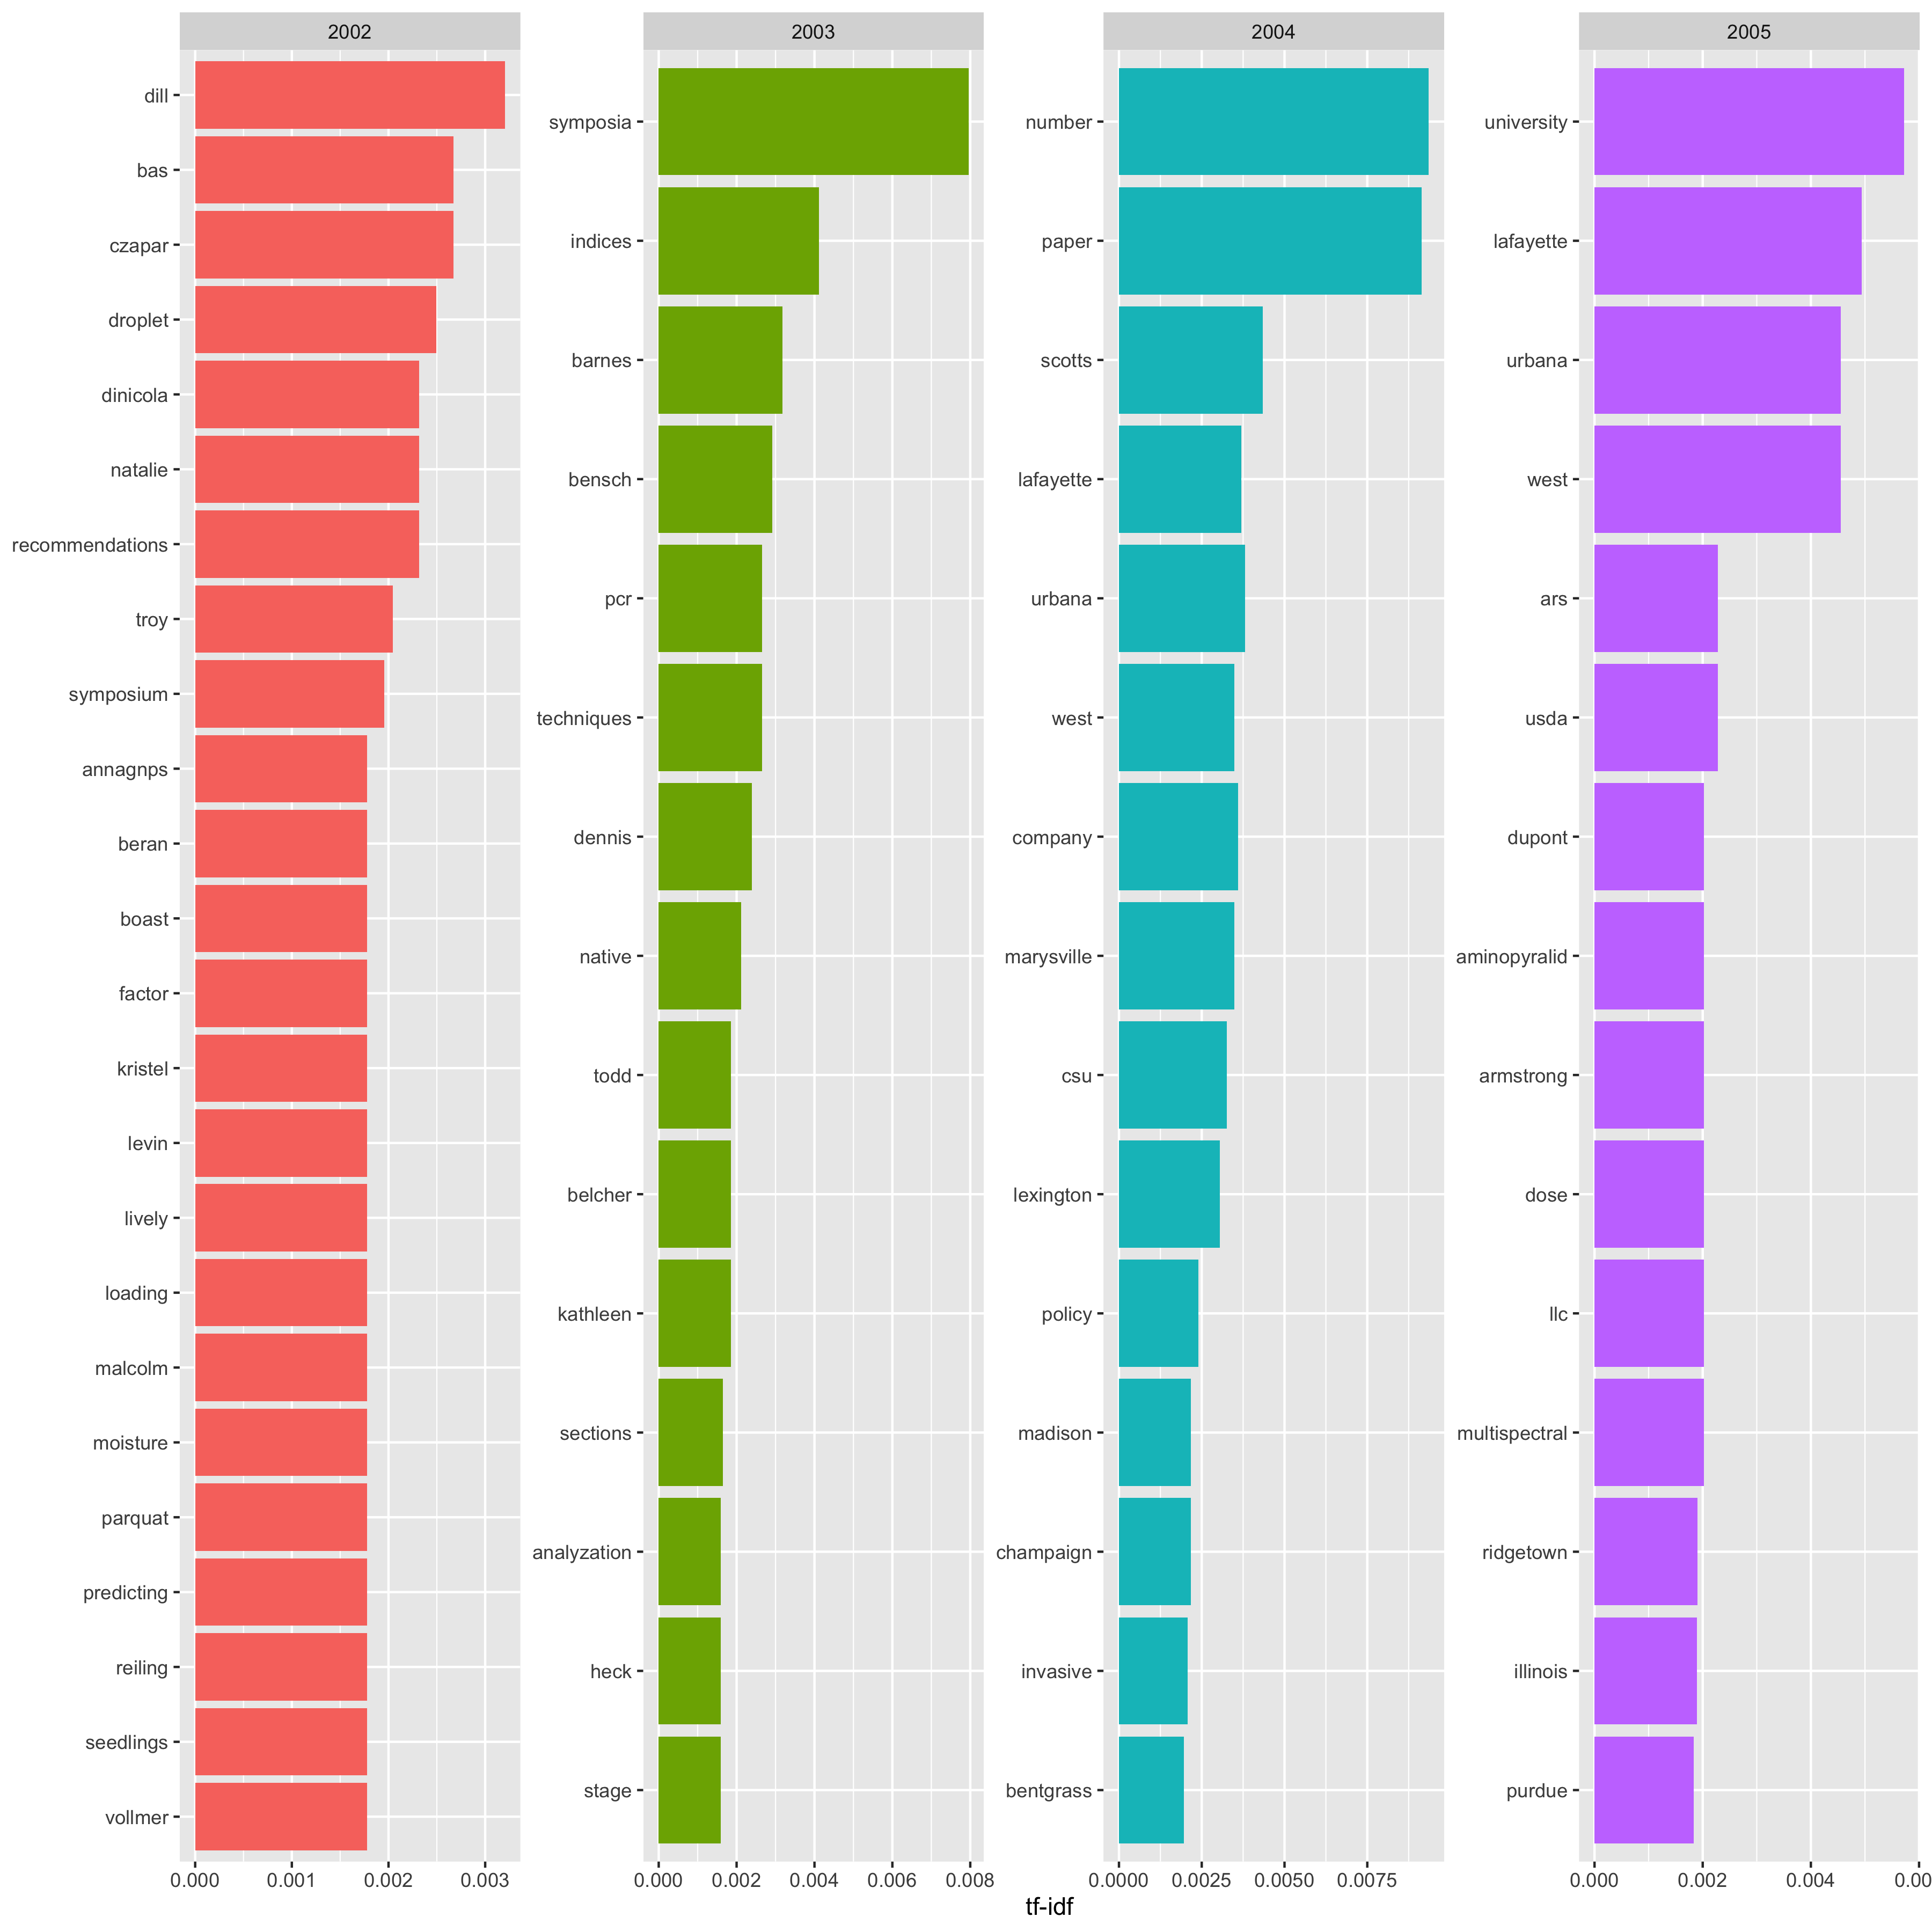 2002
dill
bas
czapar
droplet
dinicola
natalie
recommendations
troy
symposium
annagnps
beran
boast
factor
kristel
levin
lively
loading
malcolm
moisture
parquat
predicting
reiling
seedlings
vollmer
0.000 0.001 0.002 0.003
2003
symposia
indices
barnes
bensch
pcr
techniques
dennis
native
todd
belcher
kathleen
sections
analyzation
heck
stage
0.000 0.002 0.004 0.006 0.008
2004
number
paper
scotts
lafayette
urbana
west
company
marysville
csu
lexington
policy
madison
champaign
invasive
bentgrass
0.0000 0.0025 0.0050 0.0075
2005
university
lafayette
urbana
west
ars
usda
dupont
aminopyralid
armstrong
dose
llc
multispectral
ridgetown
illinois
purdue
0.000 0.002 0.004 0.00
tf-idf